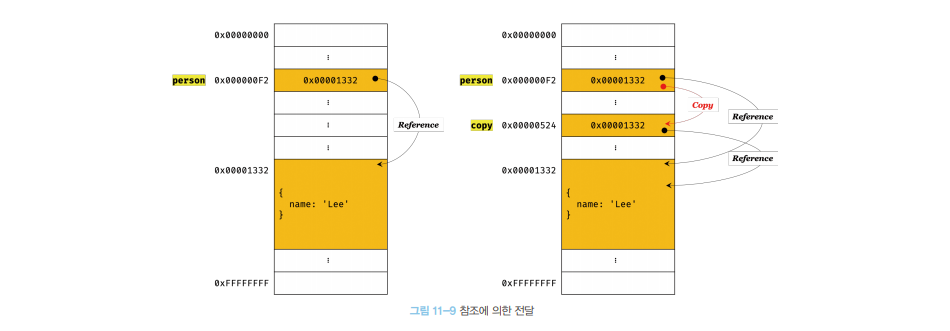 0x00000000
⋮
person 0x000000F2 0x00001332
⋮
⋮
Reference
⋮
0x00001332
{
name: 'Lee'
}
⋮
0xFFFFFFFF
0x00000000
⋮
person 0x000000F2 0x00001332
⋮
Copy
Reference
copy 0x00000524 0x00001332
⋮
Reference
0x00001332
{
name: 'Lee'
}
⋮
0xFFFFFFFF
그림 11-9 참조에 의한 전달